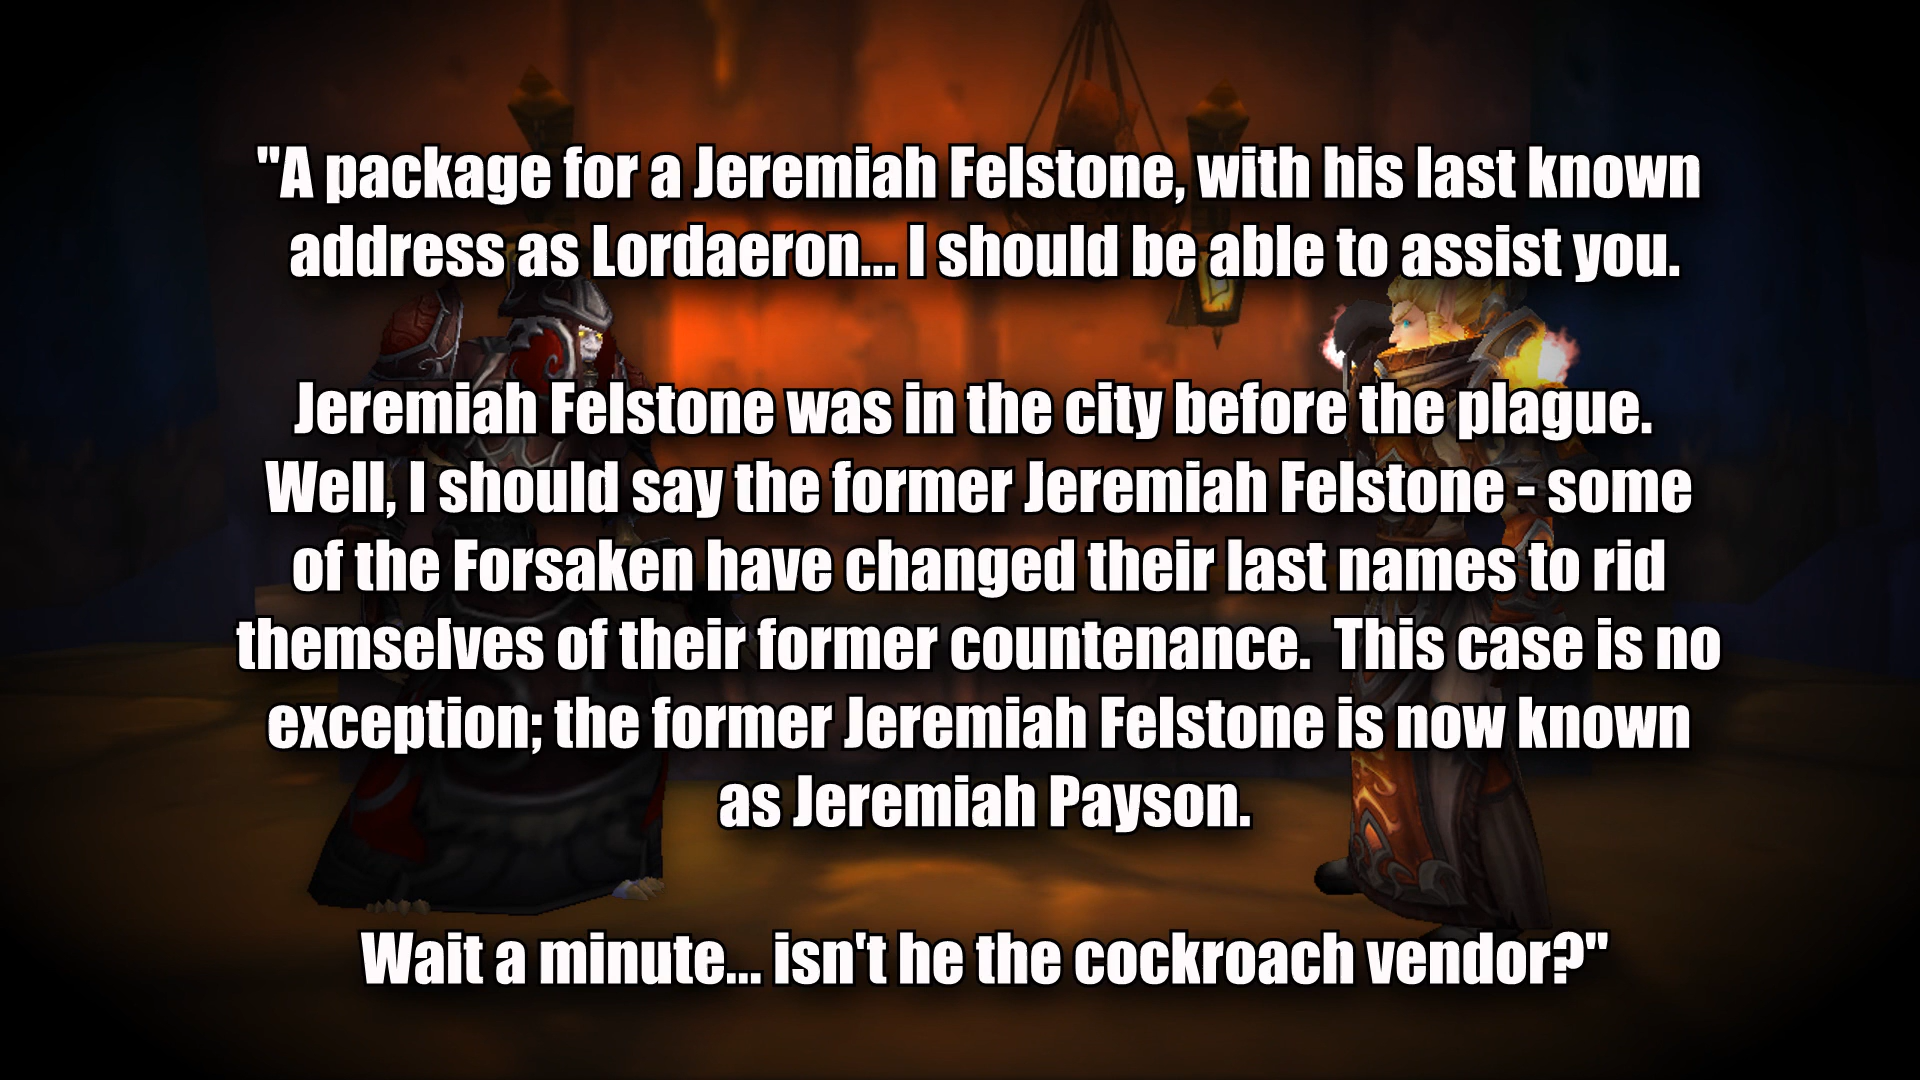 "A package for a Jeremiah Felstone, with his last known
address as Lordaeron... I should be able to assist you.
Jeremiah Felstone was in the city before the plague.
Well, I should say the former Jeremiah Felstone - some
of the Forsaken have changed their last names to rid
themselves of their former countenance.  This case is no
exception; the former Jeremiah Felstone is now known
as Jeremiah Payson.
Wait a minute... isn't he the cockroach vendor?"